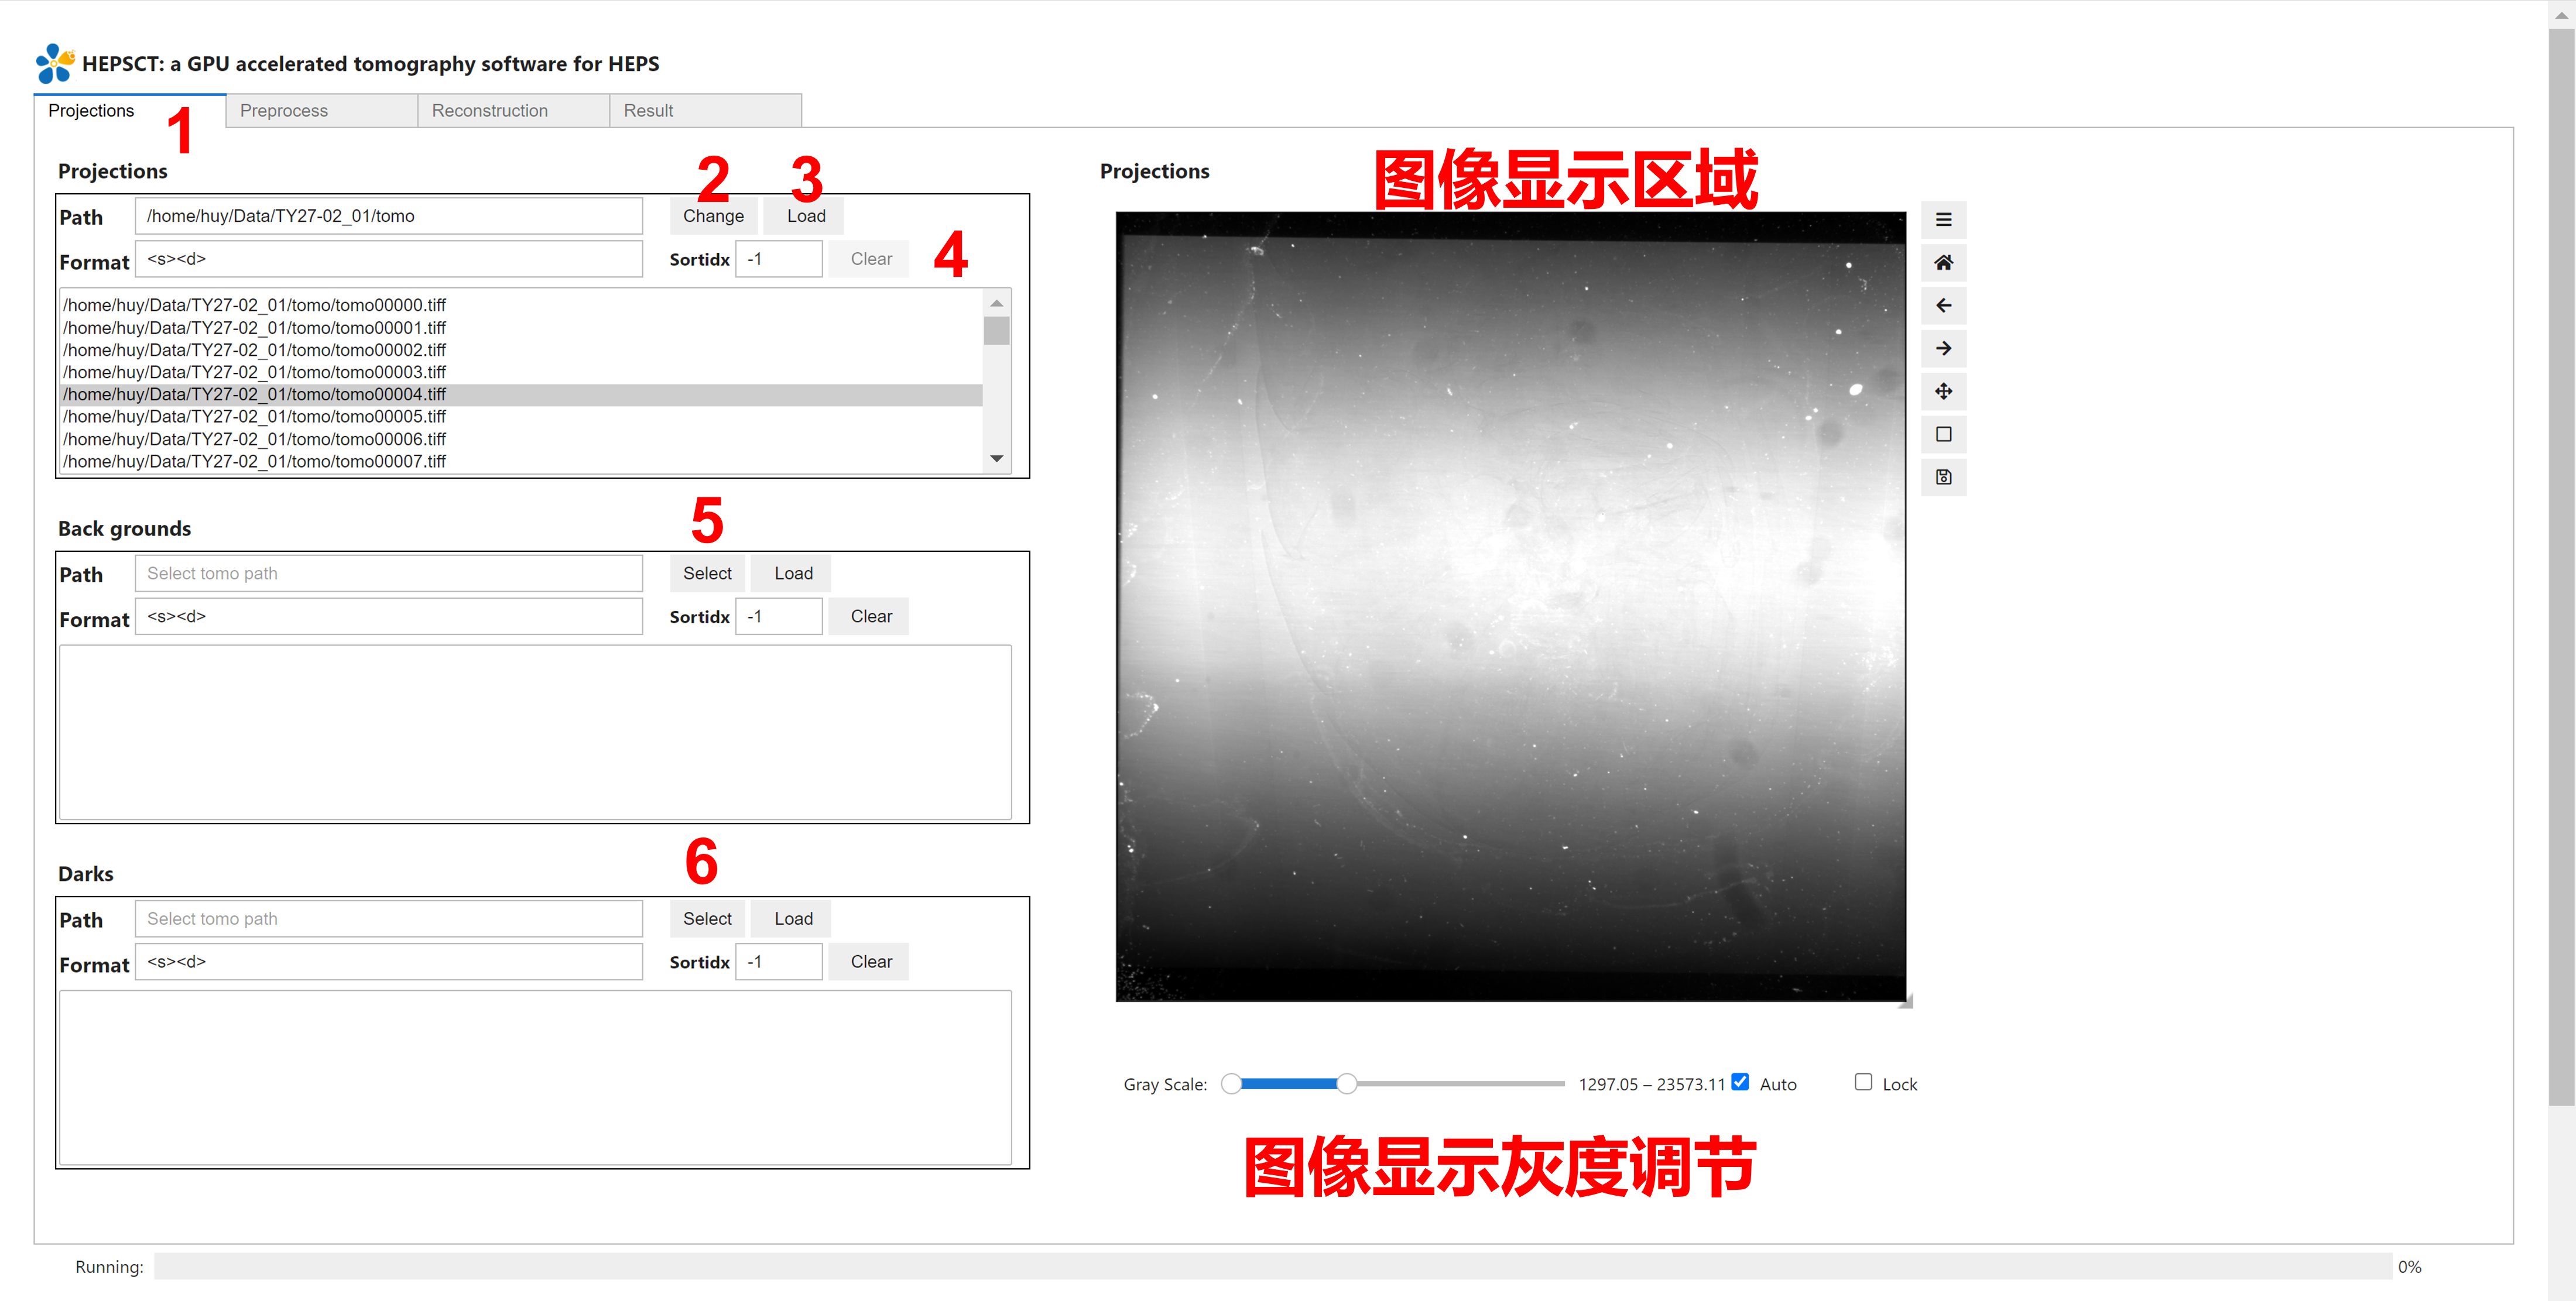 HEPSCT: a GPU accelerated tomography software for HEPS
Projections Preprocess Reconstruction Result
1
Projections
2 3
Path /home/huy/Data/TY27-02_01/tomo Change Load
Format <s><d> Sortidx -1 Clear 4
/home/huy/Data/TY27-02_01/tomo/tomo00000.tiff
/home/huy/Data/TY27-02_01/tomo/tomo00001.tiff
/home/huy/Data/TY27-02_01/tomo/tomo00002.tiff
/home/huy/Data/TY27-02_01/tomo/tomo00003.tiff
/home/huy/Data/TY27-02_01/tomo/tomo00004.tiff
/home/huy/Data/TY27-02_01/tomo/tomo00005.tiff
/home/huy/Data/TY27-02_01/tomo/tomo00006.tiff
/home/huy/Data/TY27-02_01/tomo/tomo00007.tiff
Back grounds
5
Path Select tomo path Select Load
Format <s><d> Sortidx -1 Clear
Darks
6
Path Select tomo path Select Load
Format <s><d> Sortidx -1 Clear
Projections
图像显示区域
Gray Scale: 1297.05 – 23573.11 Auto Lock
图像显示灰度调节
Running: 0%